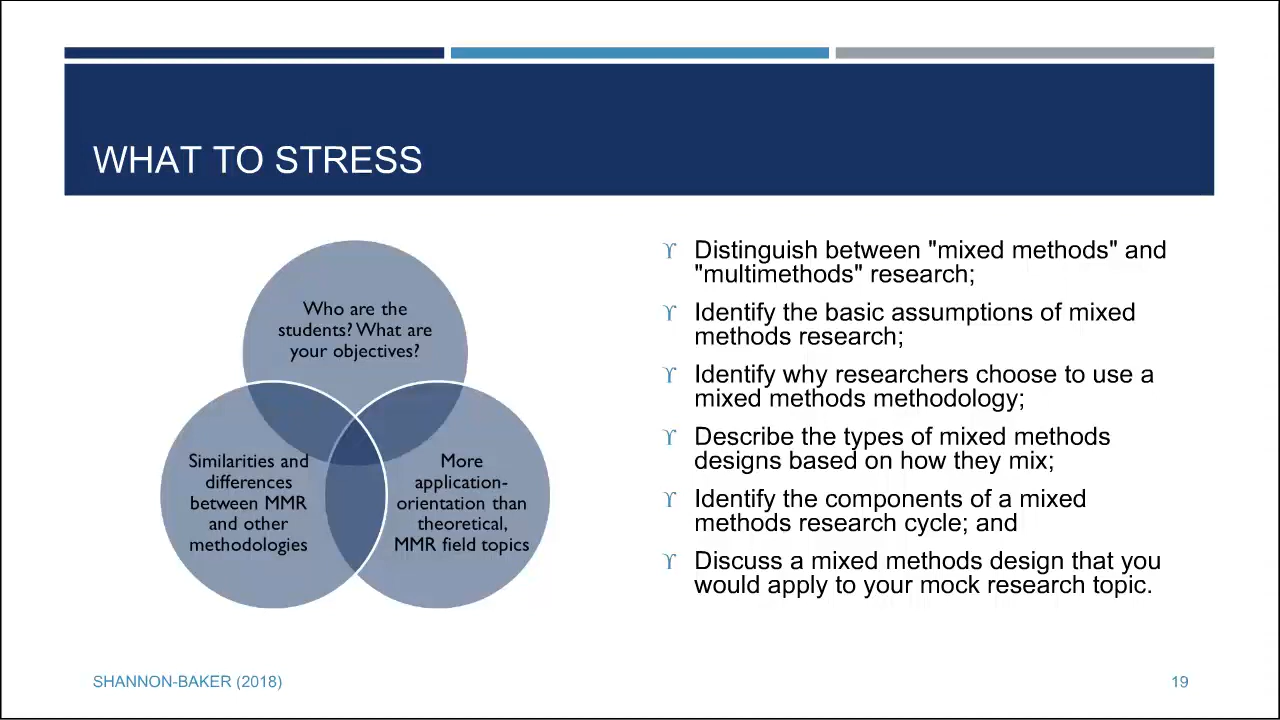 WHAT TO STRESS
Who are the
students? What are
your objectives?
Similarities and
differences
between MMR
and other
methodologies
More
application-
orientation than
theoretical,
MMR field topics
Distinguish between "mixed methods" and
"multimethods" research;
Identify the basic assumptions of mixed
methods research;
Identify why researchers choose to use a
mixed methods methodology;
Describe the types of mixed methods
designs based on how they mix;
Identify the components of a mixed
methods research cycle; and
Discuss a mixed methods design that you
would apply to your mock research topic.
SHANNON-BAKER (2018)
19